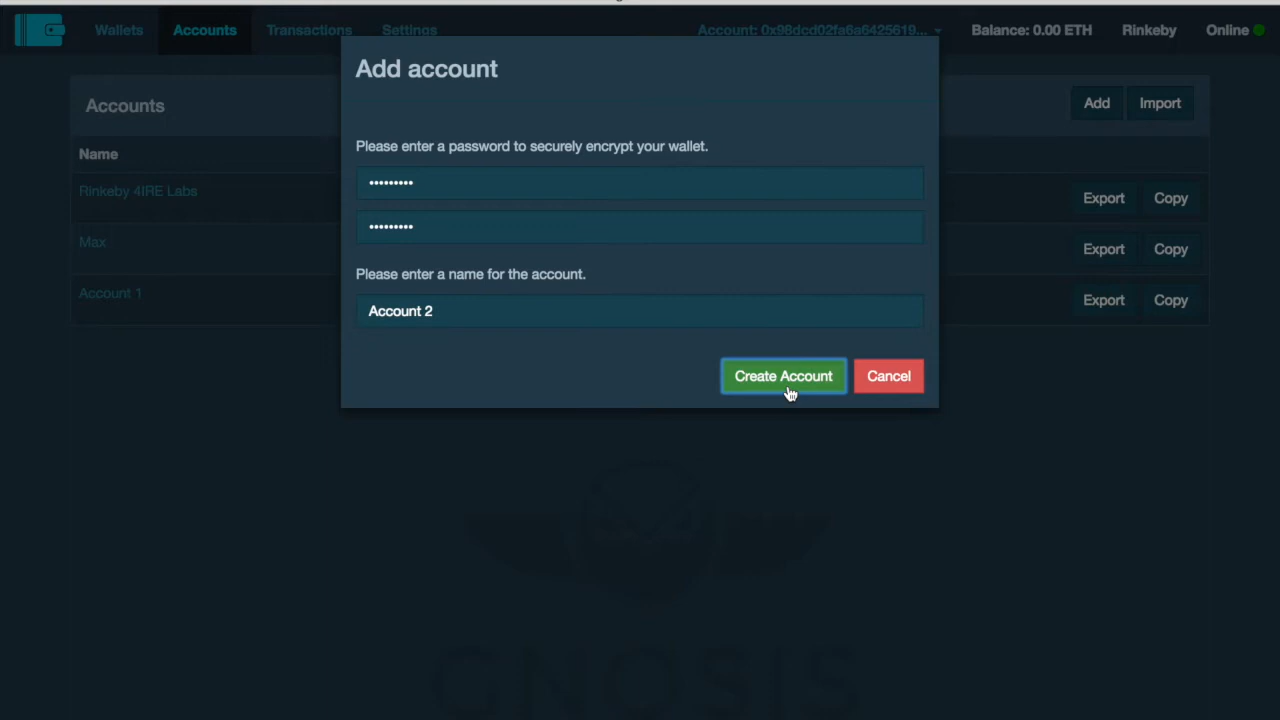 Wallets Accounts Transactions Settings Account: 0x98dcd02fa6a6425619... Balance: 0.00 ETH Rinkeby Online
Add account
Accounts Add Import
Please enter a password to securely encrypt your wallet.
Name
•••••••••
Rinkeby 4IRE Labs Export Copy
•••••••••
Max Export Copy
Please enter a name for the account.
Account 1 Export Copy
Account 2
Create Account Cancel
GNOSIS